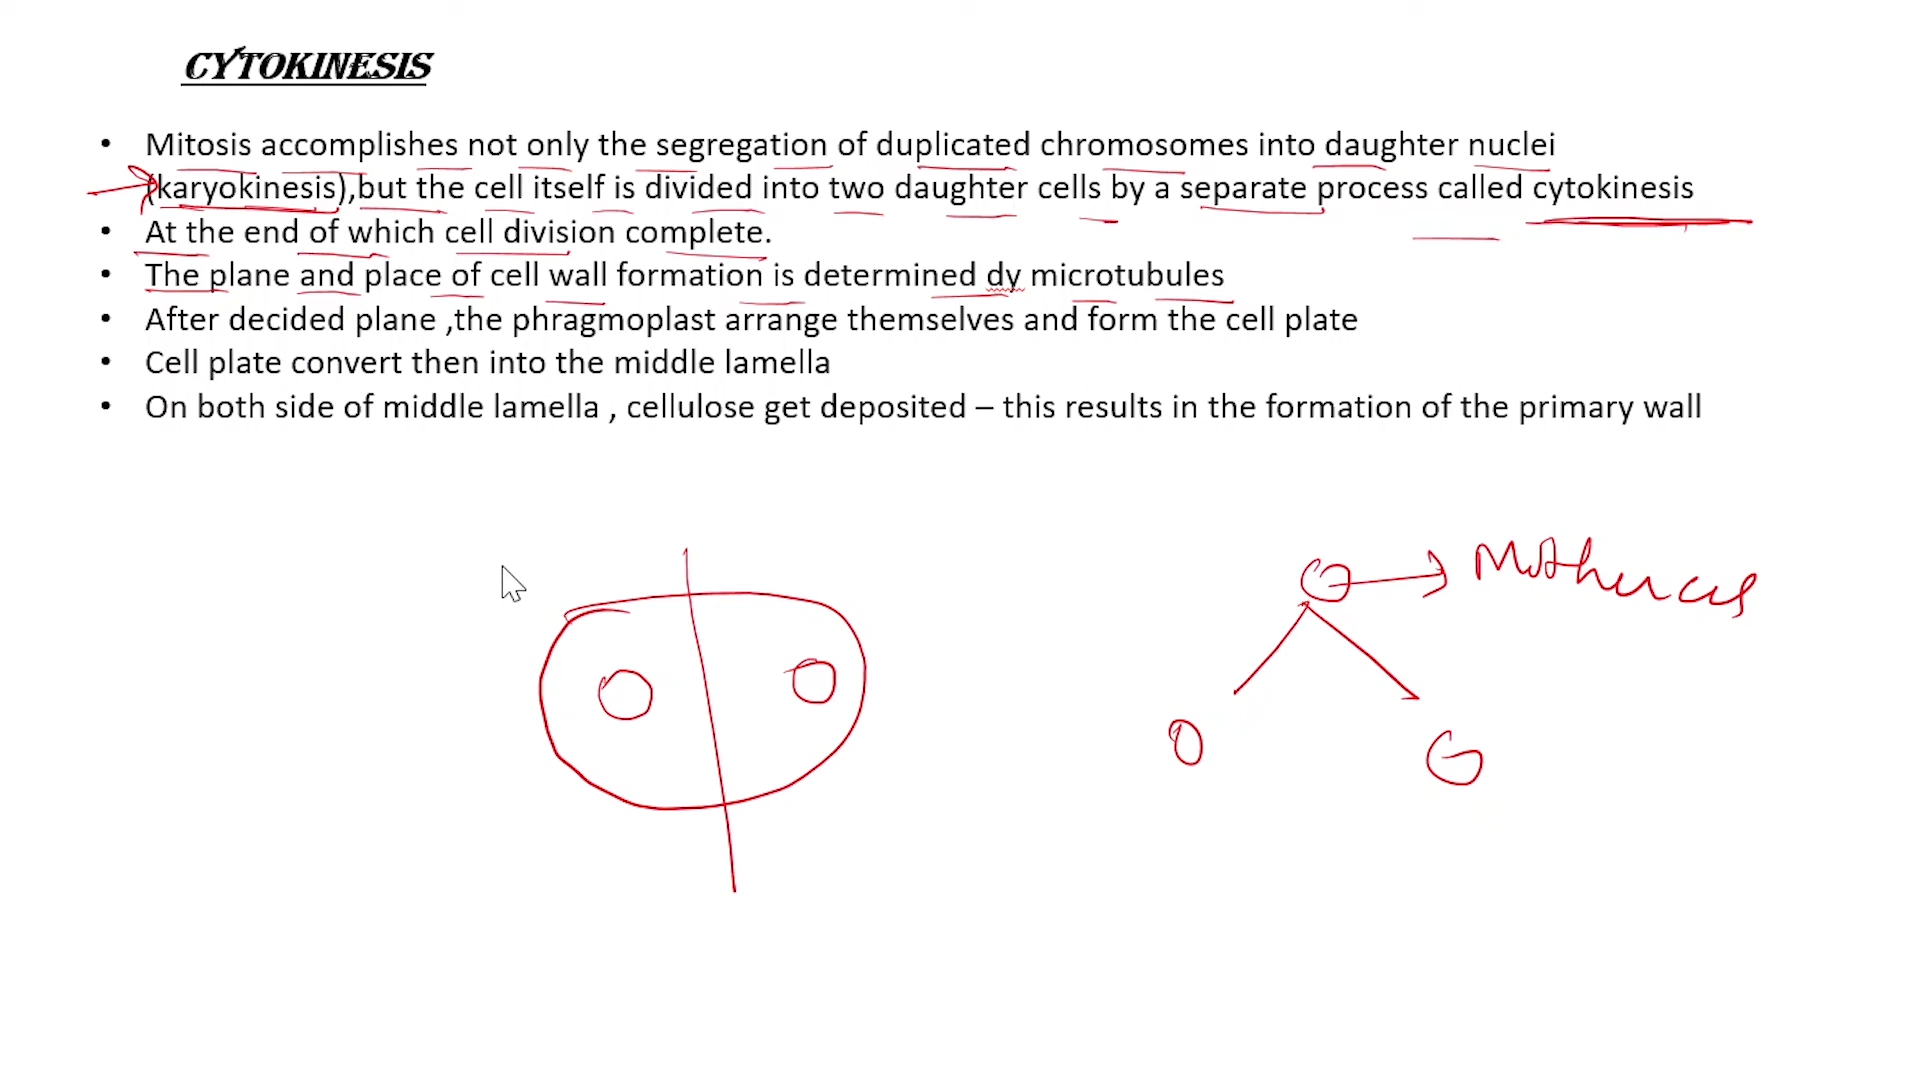 CYTOKINESIS
• Mitosis accomplishes not only the segregation of duplicated chromosomes into daughter nuclei
(karyokinesis),but the cell itself is divided into two daughter cells by a separate process called cytokinesis
• At the end of which cell division complete.
• The plane and place of cell wall formation is determined dy microtubules
• After decided plane ,the phragmoplast arrange themselves and form the cell plate
• Cell plate convert then into the middle lamella
• On both side of middle lamella , cellulose get deposited – this results in the formation of the primary wall
Mother